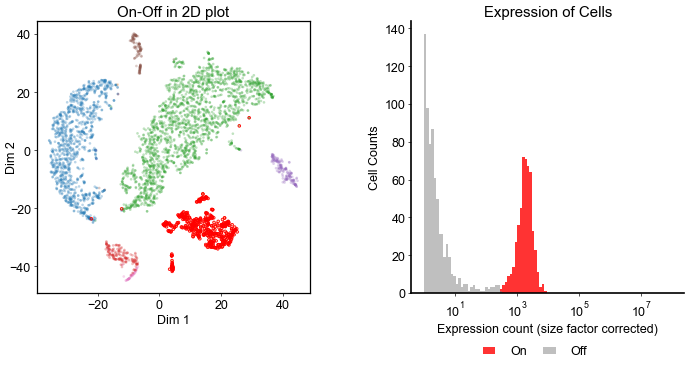 On-Off in 2D plot
Dim 2
40
20
0
−20
−40
−20 0 20 40
Dim 1
Expression of Cells
Cell Counts
140
120
100
80
60
40
20
0
10^1 10^3 10^5 10^7
Expression count (size factor corrected)
On Off